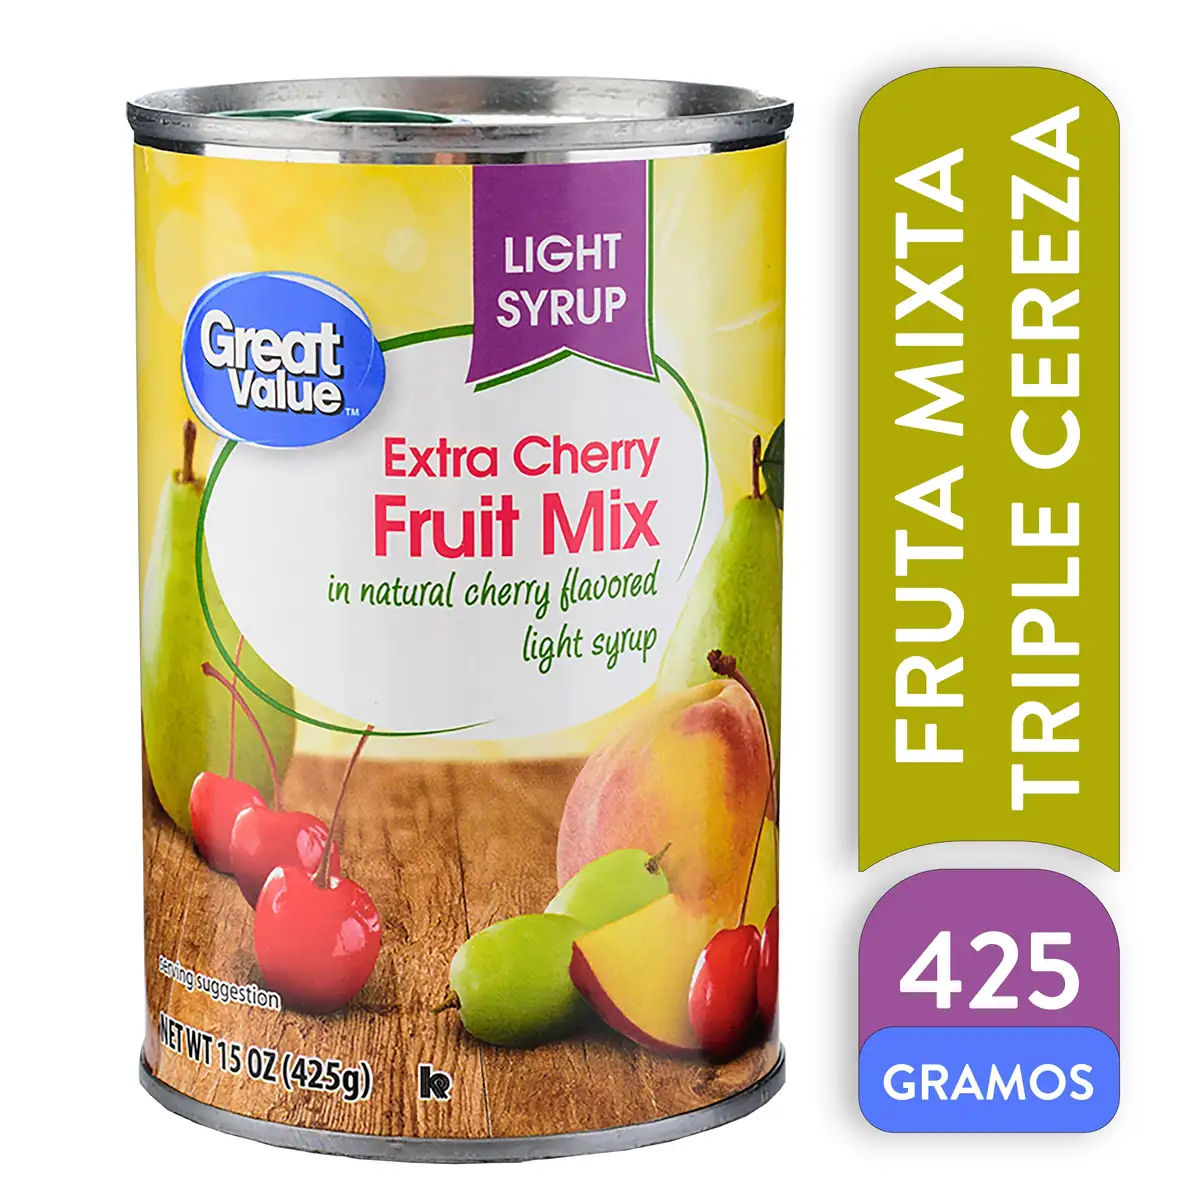 LIGHT
SYRUP
Great
Value™
Extra Cherry
Fruit Mix
in natural cherry flavored
light syrup
serving suggestion
NET WT 15 OZ (425g)
K
FRUTA MIXTA
TRIPLE CEREZA
425
GRAMOS